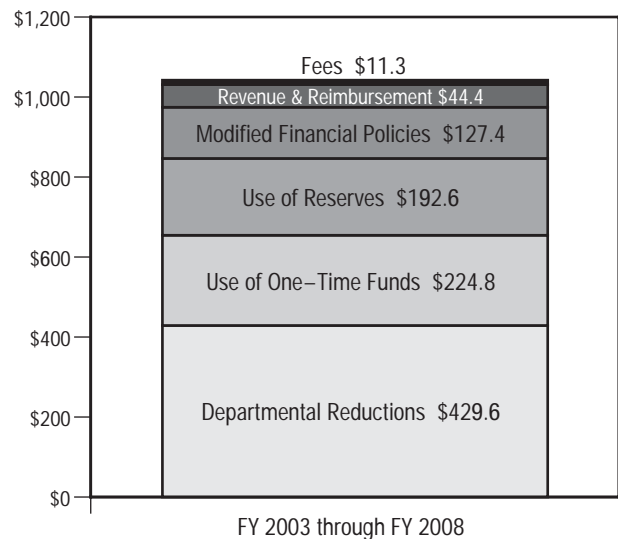 $1,200
Fees $11.3
$1,000
Revenue & Reimbursement $44.4
Modified Financial Policies $127.4
$800
Use of Reserves $192.6
$600
Use of One–Time Funds $224.8
$400
Departmental Reductions $429.6
$200
$0
FY 2003 through FY 2008